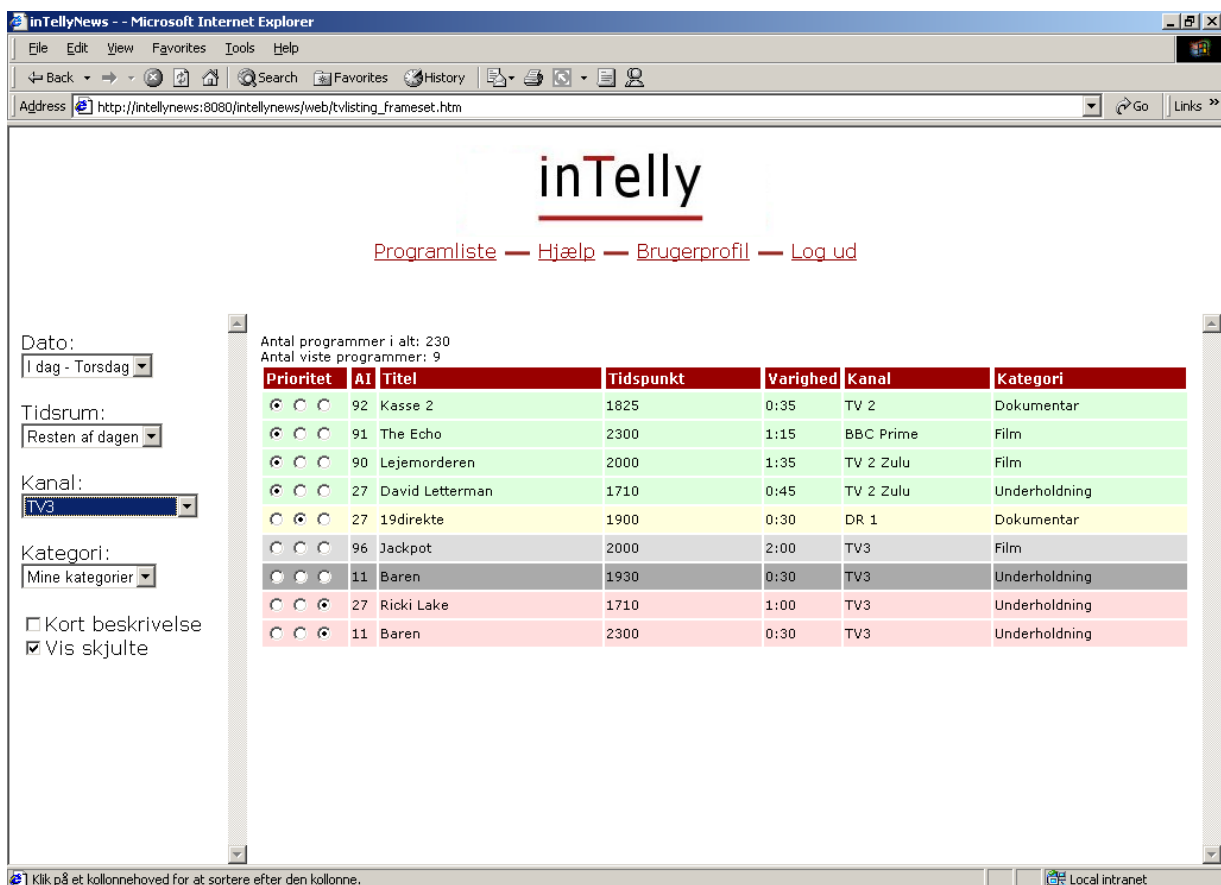 inTellyNews - - Microsoft Internet Explorer
File Edit View Favorites Tools Help
Back Search Favorites History
Address http://intellynews:8080/intellynews/web/tvlisting_frameset.htm Go Links »
inTelly
Programliste — Hjælp — Brugerprofil — Log ud
Dato:
I dag - Torsdag
Tidsrum:
Resten af dagen
Kanal:
TV3
Kategori:
Mine kategorier
Kort beskrivelse
Vis skjulte
Antal programmer i alt: 230
Antal viste programmer: 9
Prioritet AI Titel Tidspunkt Varighed Kanal Kategori
92 Kasse 2 1825 0:35 TV 2 Dokumentar
91 The Echo 2300 1:15 BBC Prime Film
90 Lejemorderen 2000 1:35 TV 2 Zulu Film
27 David Letterman 1710 0:45 TV 2 Zulu Underholdning
27 19direkte 1900 0:30 DR 1 Dokumentar
96 Jackpot 2000 2:00 TV3 Film
11 Baren 1930 0:30 TV3 Underholdning
27 Ricki Lake 1710 1:00 TV3 Underholdning
11 Baren 2300 0:30 TV3 Underholdning
Klik på et kollonnehoved for at sortere efter den kollonne. Local intranet